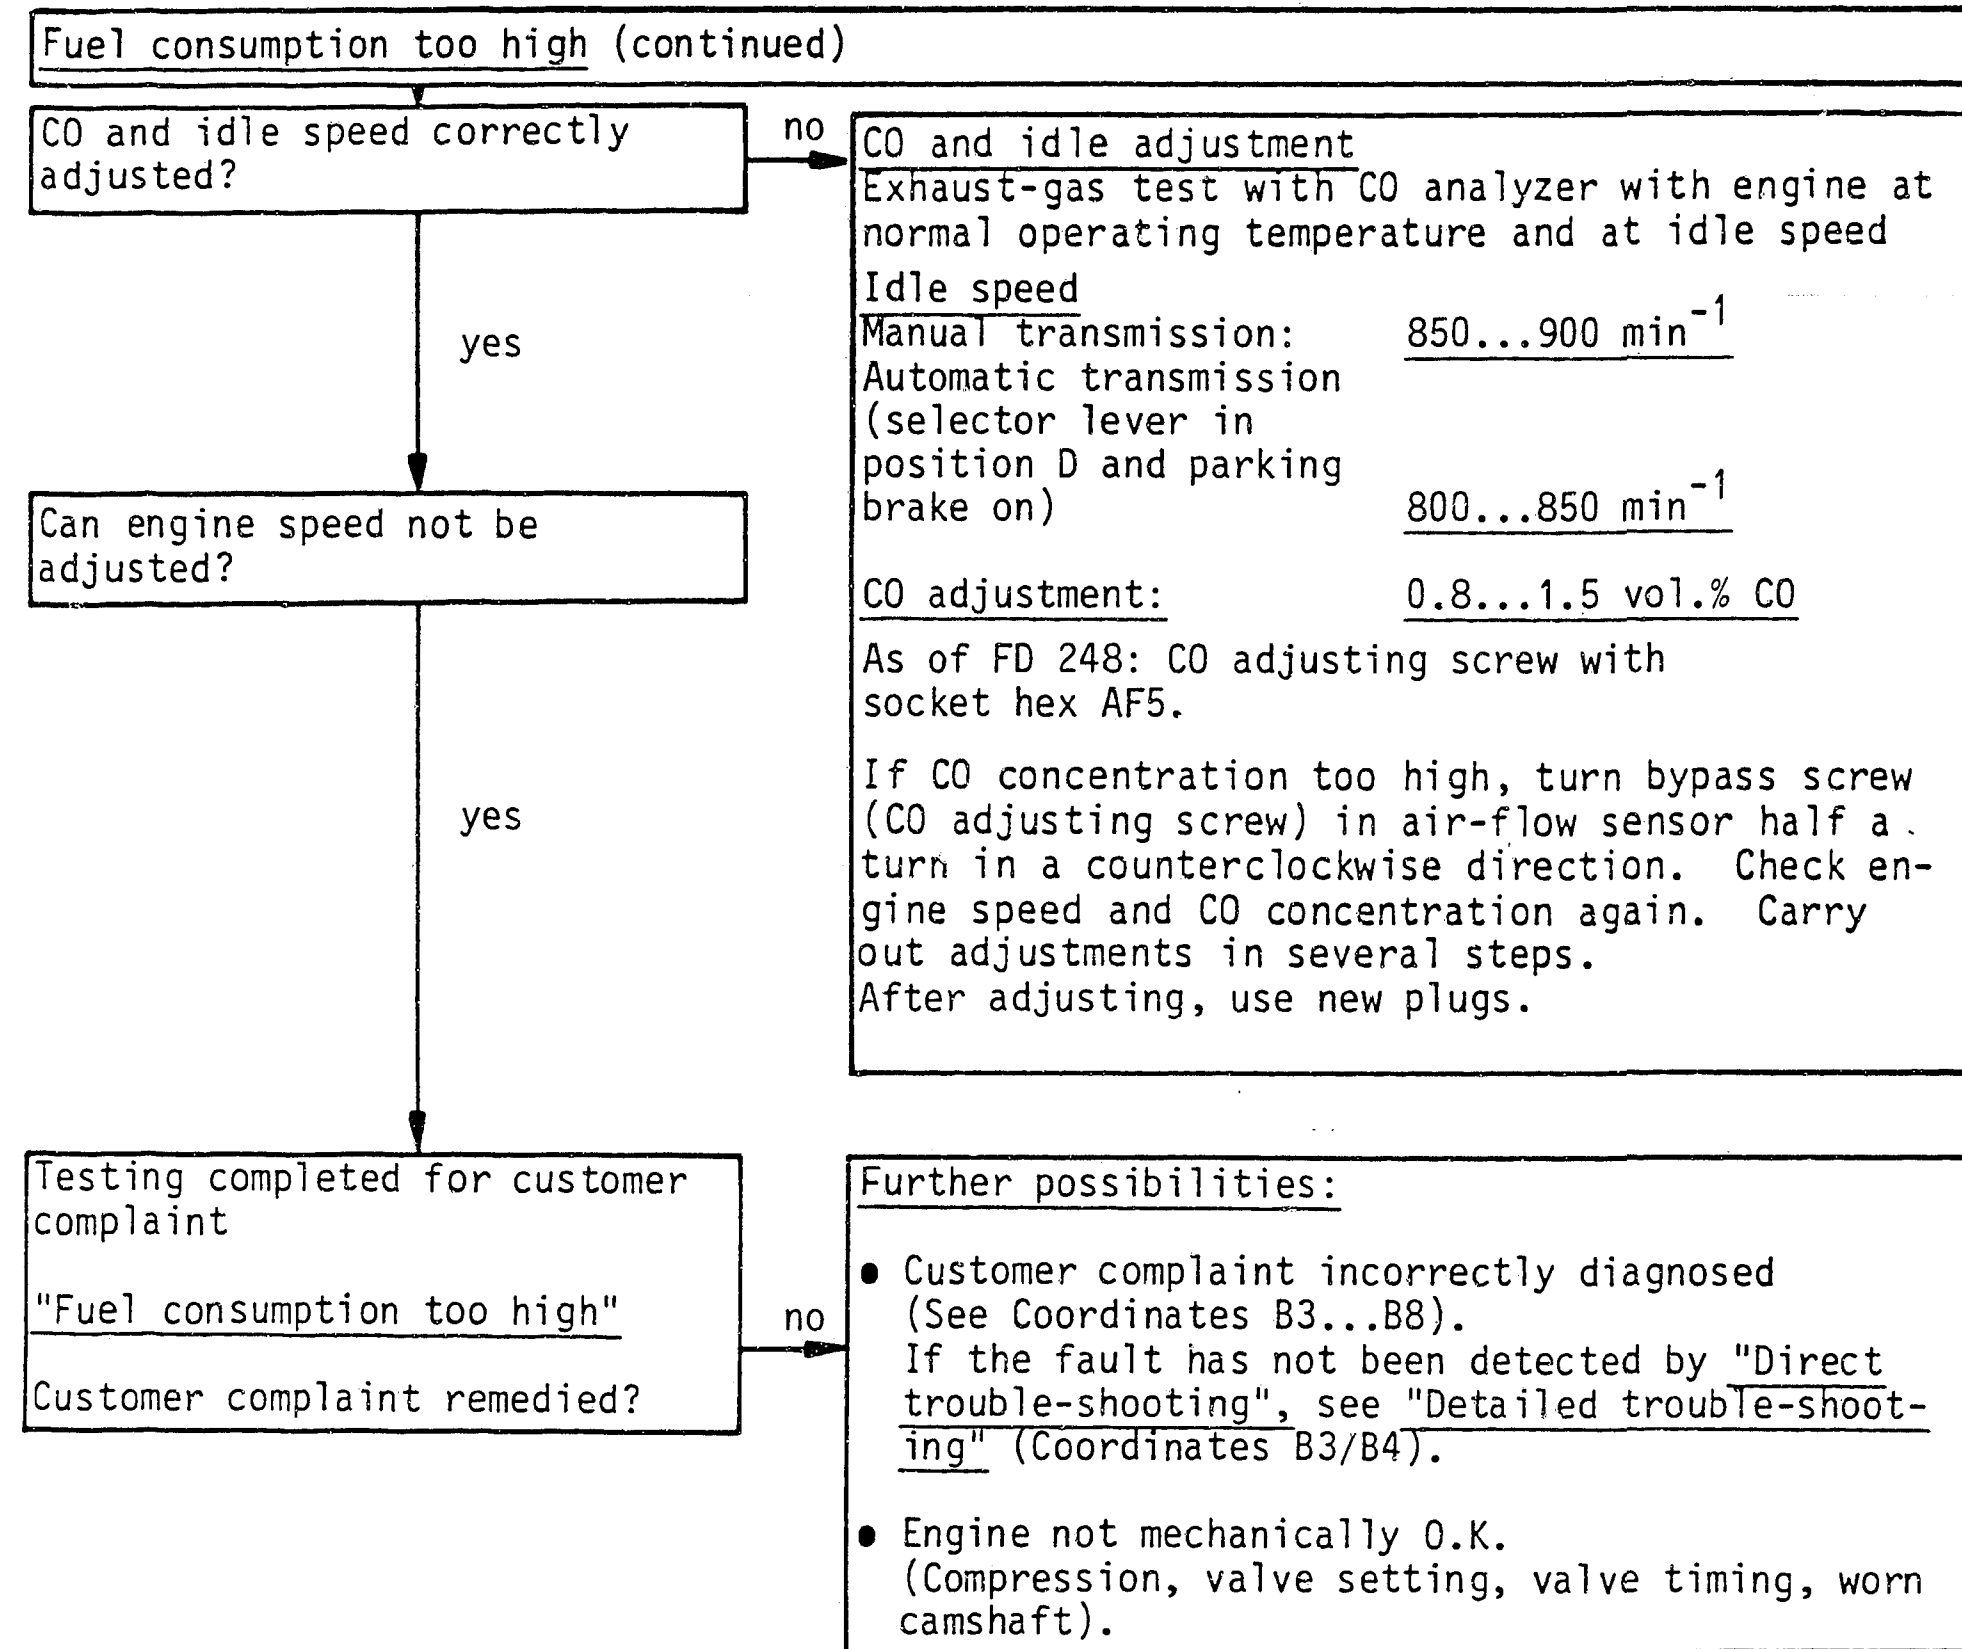 Fuel consumption too high (continued)
CO and idle speed correctly
adjusted?
no
CO and idle adjustment
Exhaust-gas test with CO analyzer with engine at
normal operating temperature and at idle speed
Idle speed
Manual transmission: 850...900 min⁻¹
Automatic transmission
(selector lever in
position D and parking
brake on) 800...850 min⁻¹
CO adjustment: 0.8...1.5 vol.% CO
As of FD 248: CO adjusting screw with
socket hex AF5.
If CO concentration too high, turn bypass screw
(CO adjusting screw) in air-flow sensor half a
turn in a counterclockwise direction. Check en-
gine speed and CO concentration again. Carry
out adjustments in several steps.
After adjusting, use new plugs.
yes
Can engine speed not be
adjusted?
yes
Testing completed for customer
complaint
"Fuel consumption too high"
Customer complaint remedied?
no
Further possibilities:
● Customer complaint incorrectly diagnosed
(See Coordinates B3...B8).
If the fault has not been detected by "Direct
trouble-shooting", see "Detailed trouble-shoot-
ing" (Coordinates B3/B4).
● Engine not mechanically O.K.
(Compression, valve setting, valve timing, worn
camshaft).